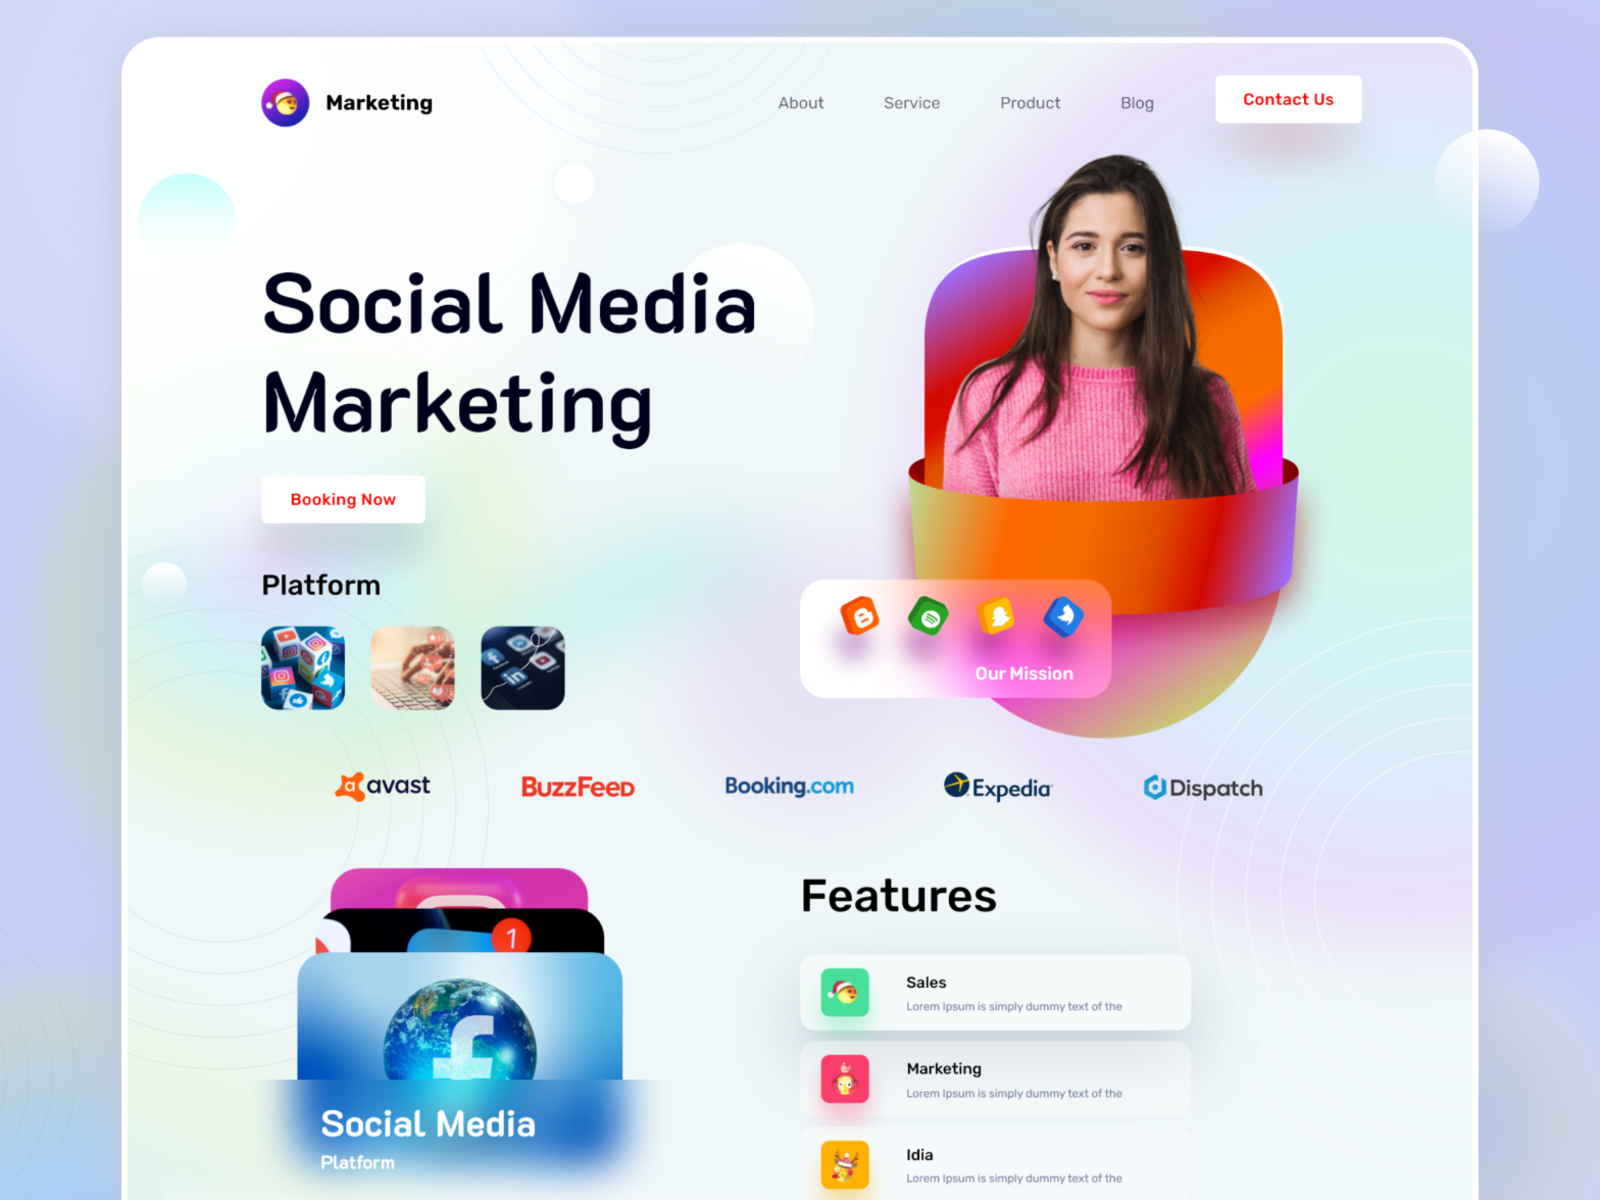 Marketing
About
Service
Product
Blog
Contact Us
Social Media
Marketing
Booking Now
Platform
Our Mission
avast
BuzzFeed
Booking.com
Expedia
Dispatch
1
Social Media
Platform
Features
Sales
Lorem Ipsum is simply dummy text of the
Marketing
Lorem Ipsum is simply dummy text of the
Idia
Lorem Ipsum is simply dummy text of the